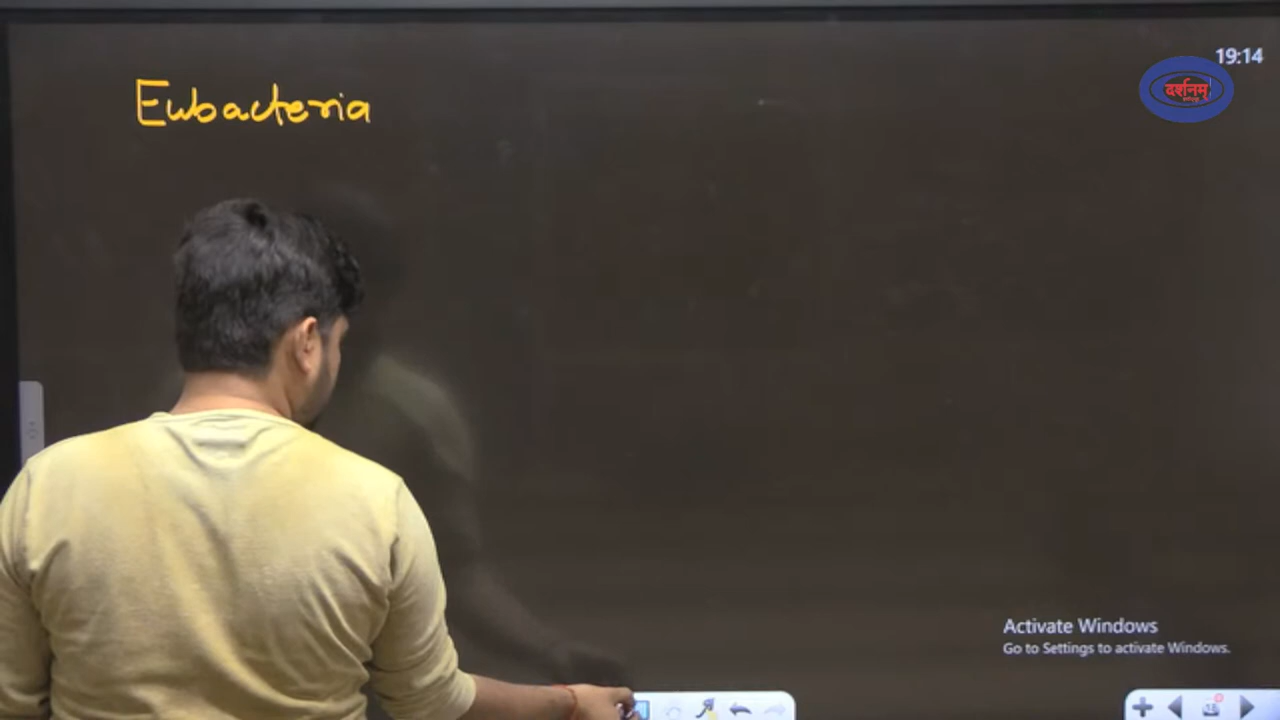 19:14
दर्शनम्
Eubacteria
Activate Windows
Go to Settings to activate Windows.